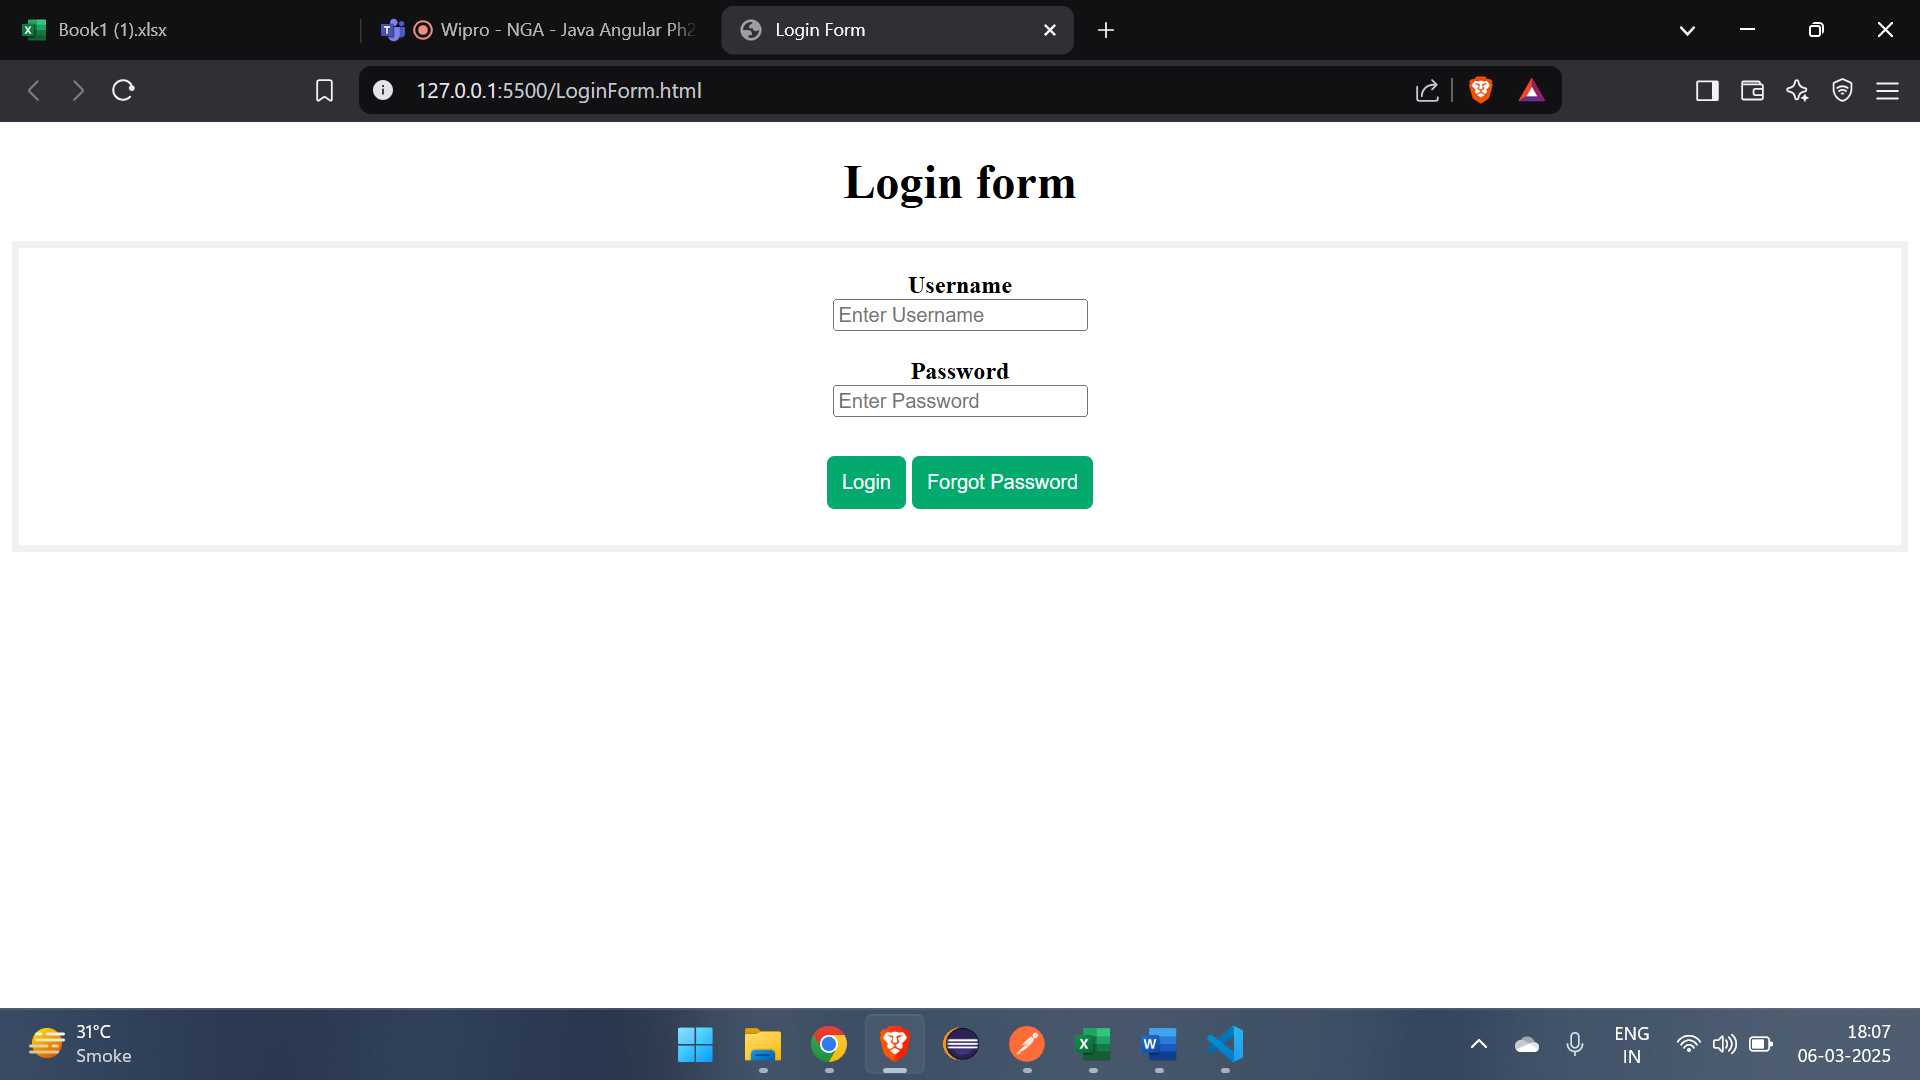 Book1 (1).xlsx
Wipro - NGA - Java Angular Ph2
Login Form
127.0.0.1:5500/LoginForm.html
Login form
Username
Enter Username
Password
Enter Password
Login Forgot Password
31°C
Smoke
ENG
IN
18:07
06-03-2025